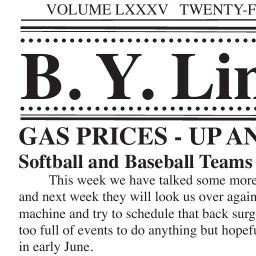 VOLUME LXXXV TWENTY-F
B. Y. Lin
GAS PRICES - UP AN
Softball and Baseball Teams
This week we have talked some more
and next week they will look us over again
machine and try to schedule that back surg
too full of events to do anything but hopefu
in early June.